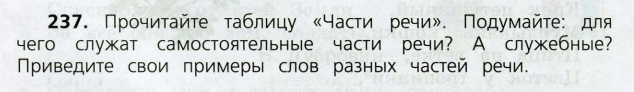 237. Прочитайте таблицу «Части речи». Подумайте: для
чего служат самостоятельные части речи? А служебные?
Приведите свои примеры слов разных частей речи.